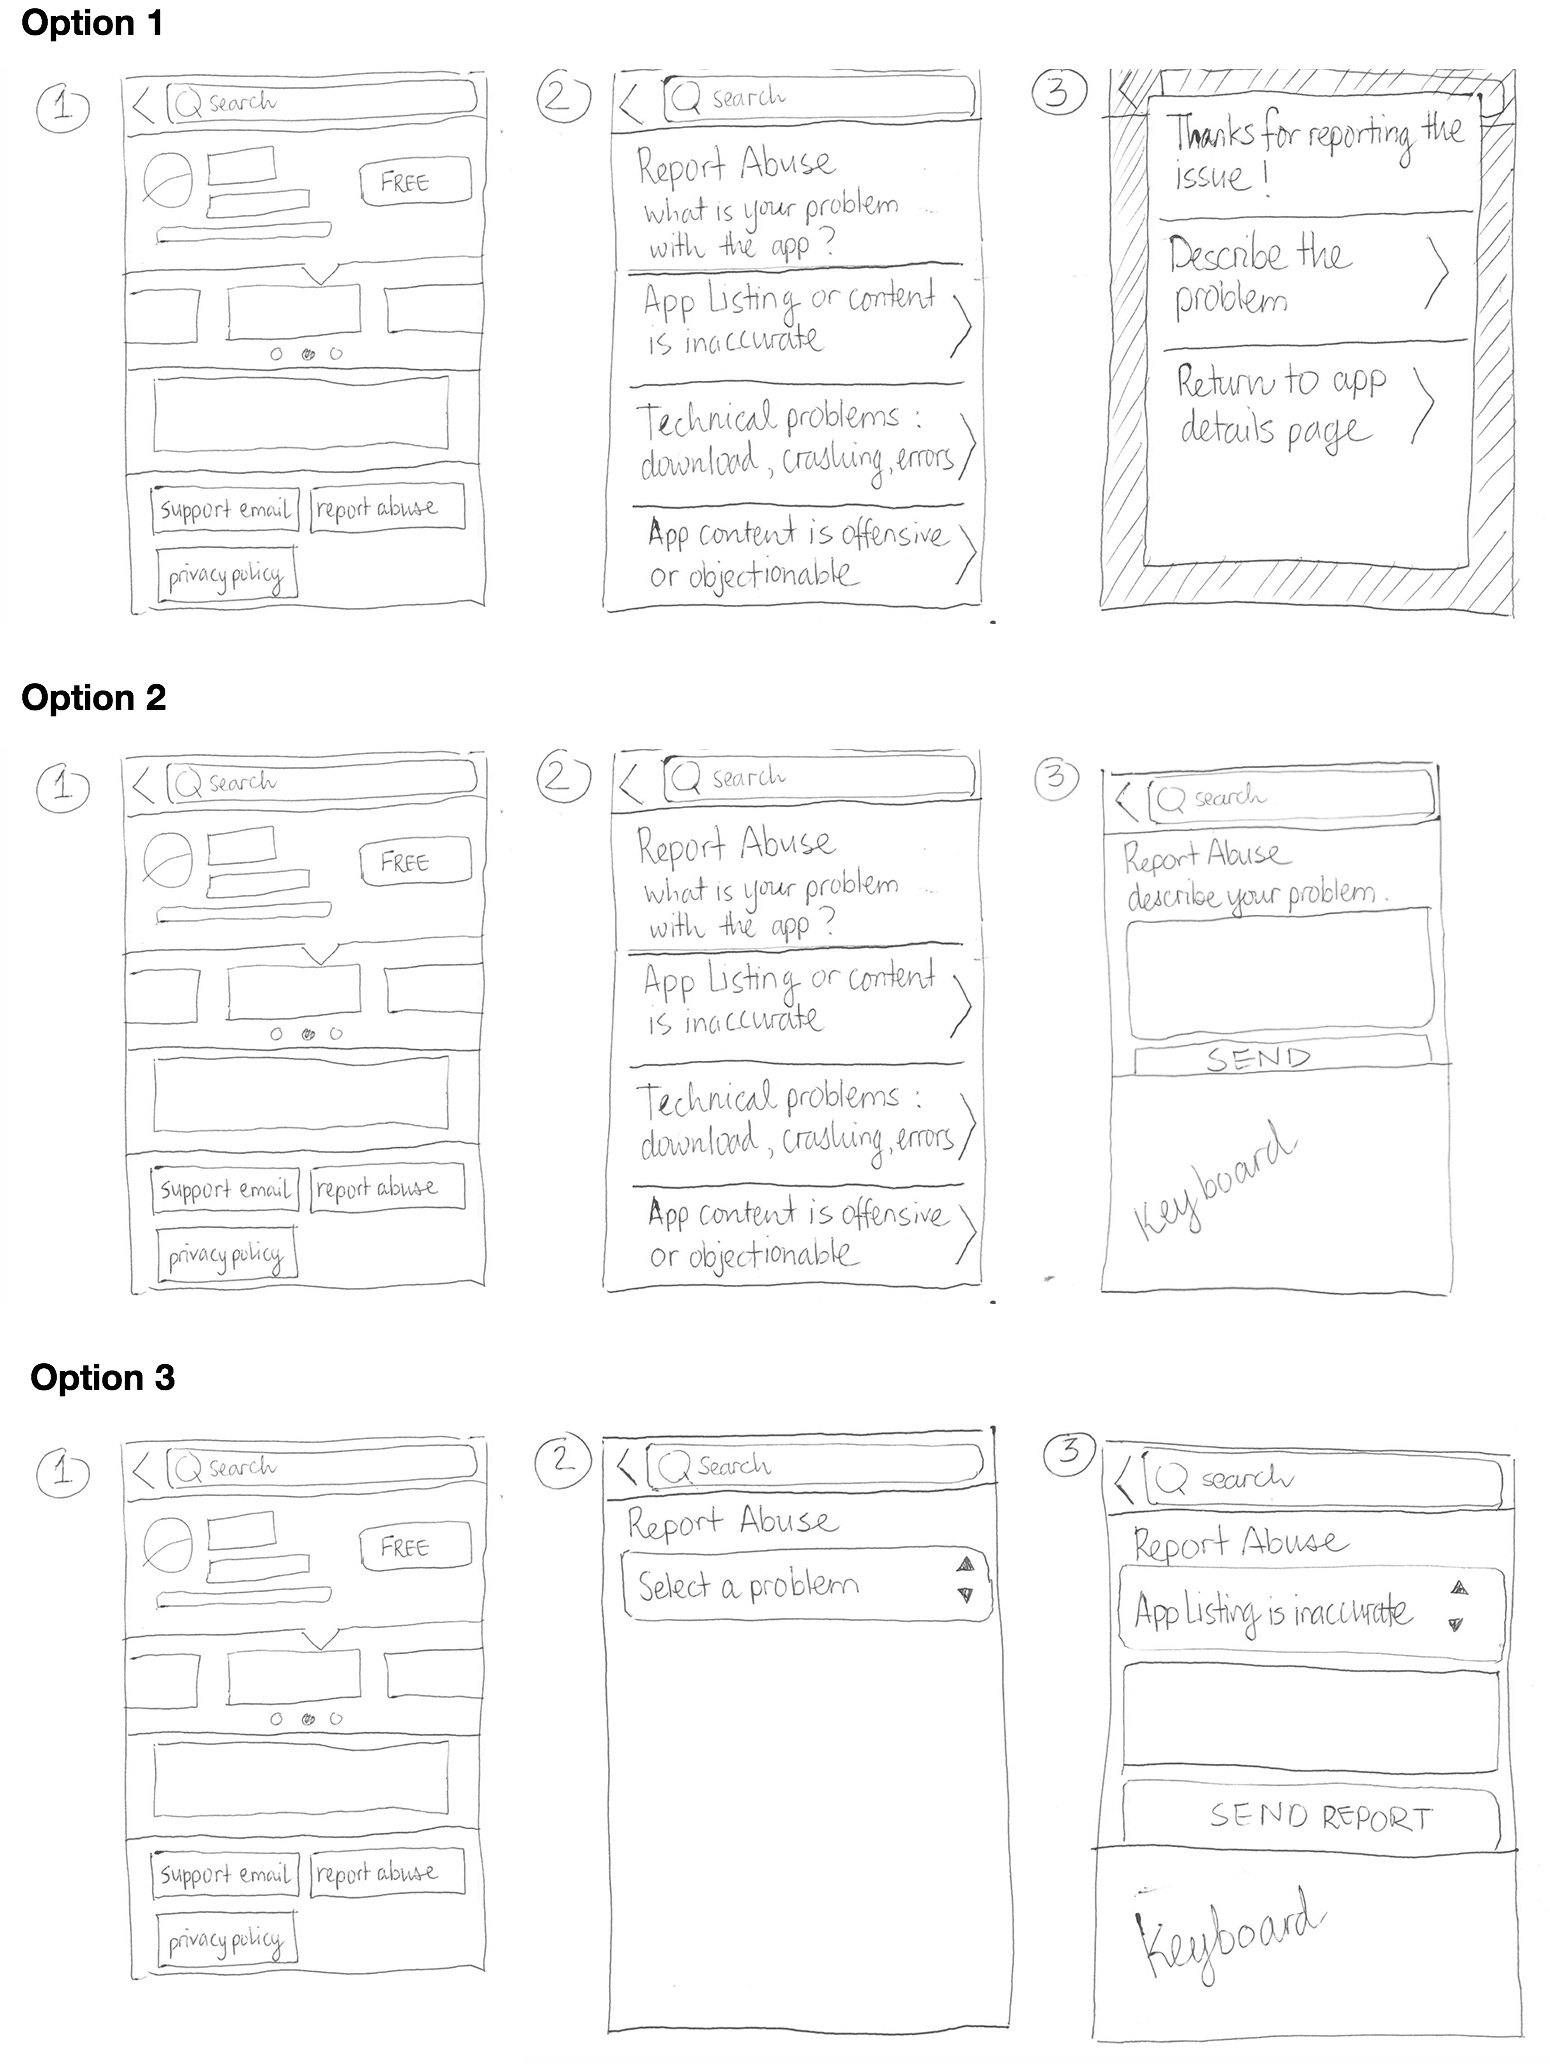 Option 1
1
search
FREE
support email
report abuse
privacy policy
2
search
Report Abuse
what is your problem
with the app?
App Listing or content
is inaccurate
Technical problems:
download, crashing, errors
App content is offensive
or objectionable
3
Thanks for reporting the
issue!
Describe the
problem
Return to app
details page
Option 2
1
search
FREE
support email
report abuse
privacy policy
2
search
Report Abuse
what is your problem
with the app?
App Listing or content
is inaccurate
Technical problems:
download, crashing, errors
App content is offensive
or objectionable
3
search
Report Abuse
describe your problem.
SEND
Keyboard
Option 3
1
search
FREE
support email
report abuse
privacy policy
2
search
Report Abuse
Select a problem
3
search
Report Abuse
App Listing is inaccurate
SEND REPORT
Keyboard